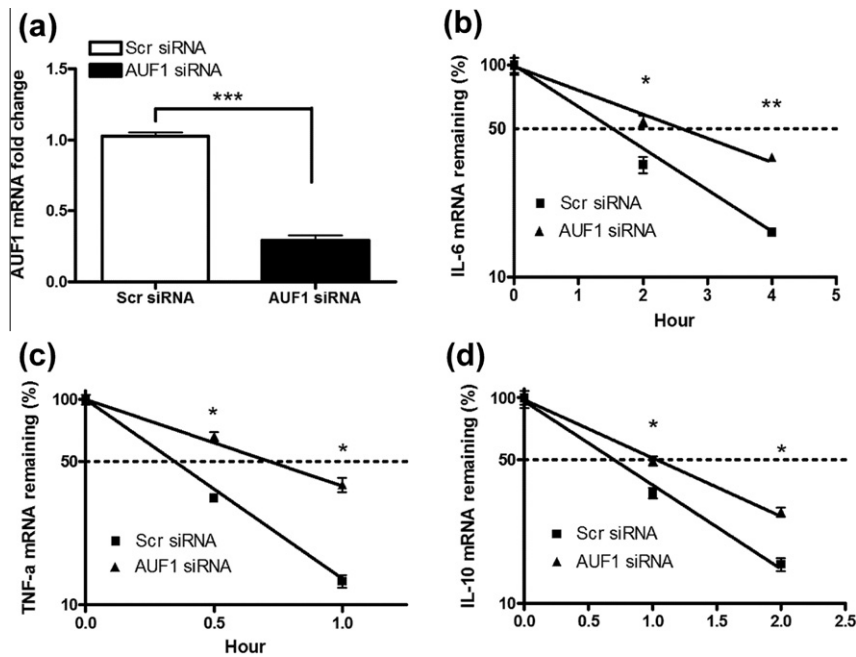 (a)
Scr siRNA
AUF1 siRNA
AUF1 mRNA fold change
1.5
1.0
0.5
0.0
***
Scr siRNA
AUF1 siRNA
(b)
IL-6 mRNA remaining (%)
100
50
10
*
**
Scr siRNA
AUF1 siRNA
0 1 2 3 4 5
Hour
(c)
TNF-a mRNA remaining (%)
100
50
10
*
*
Scr siRNA
AUF1 siRNA
0.0 0.5 1.0
Hour
(d)
IL-10 mRNA remaining (%)
100
50
10
*
*
Scr siRNA
AUF1 siRNA
0.0 0.5 1.0 1.5 2.0 2.5